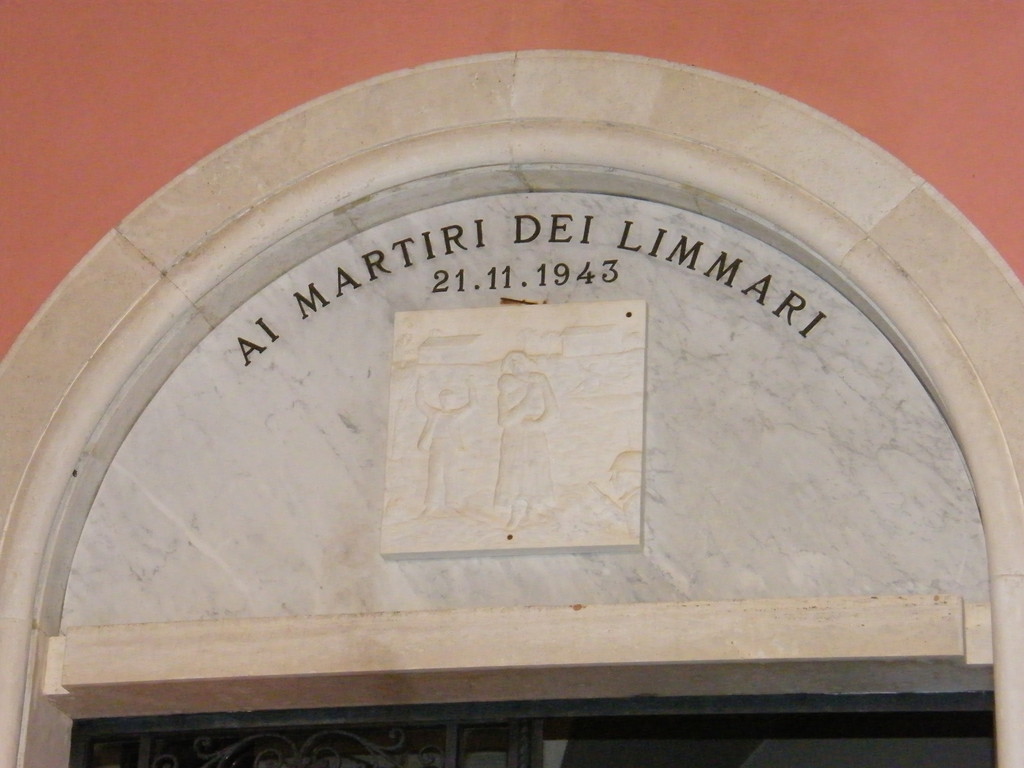 AI MARTIRI DEI LIMMARI
21.11.1943